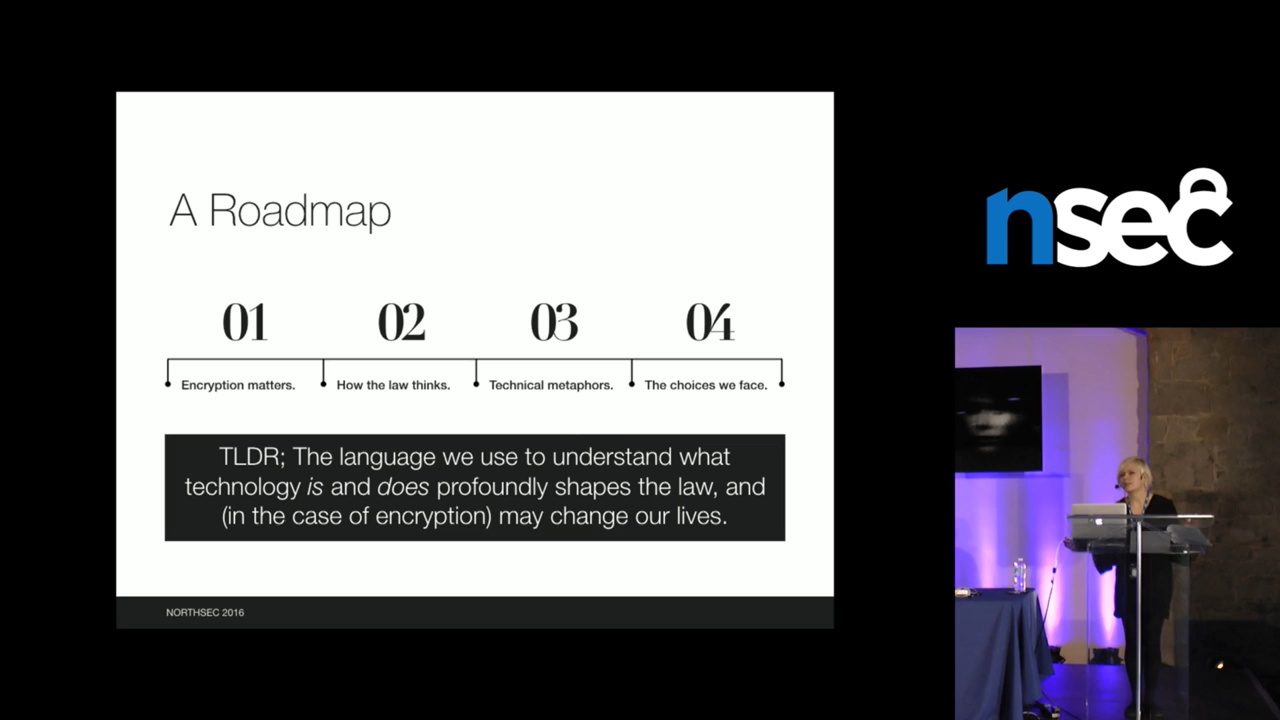 A Roadmap
01 02 03 04
Encryption matters. How the law thinks. Technical metaphors. The choices we face.
TLDR; The language we use to understand what
technology is and does profoundly shapes the law, and
(in the case of encryption) may change our lives.
NORTHSEC 2016
nsec